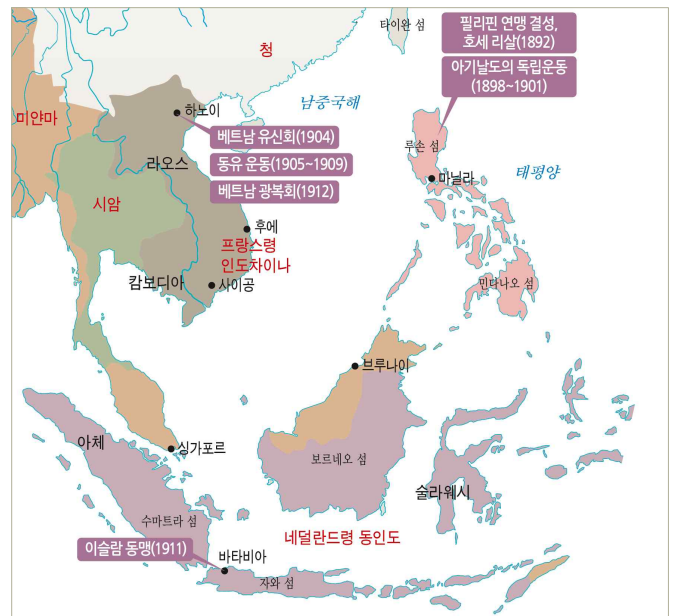 타이완 섬
필리핀 연맹 결성,
호세 리살(1892)
아기날도의 독립운동
(1898~1901)
청
남중국해
미얀마
하노이
베트남 유신회(1904)
동유 운동(1905~1909)
베트남 광복회(1912)
라오스
루손 섬
태평양
마닐라
시암
후에
프랑스령
인도차이나
캄보디아
사이공
민다나오 섬
브루나이
아체
싱가포르
보르네오 섬
술라웨시
수마트라 섬
네덜란드령 동인도
이슬람 동맹(1911)
바타비아
자와 섬